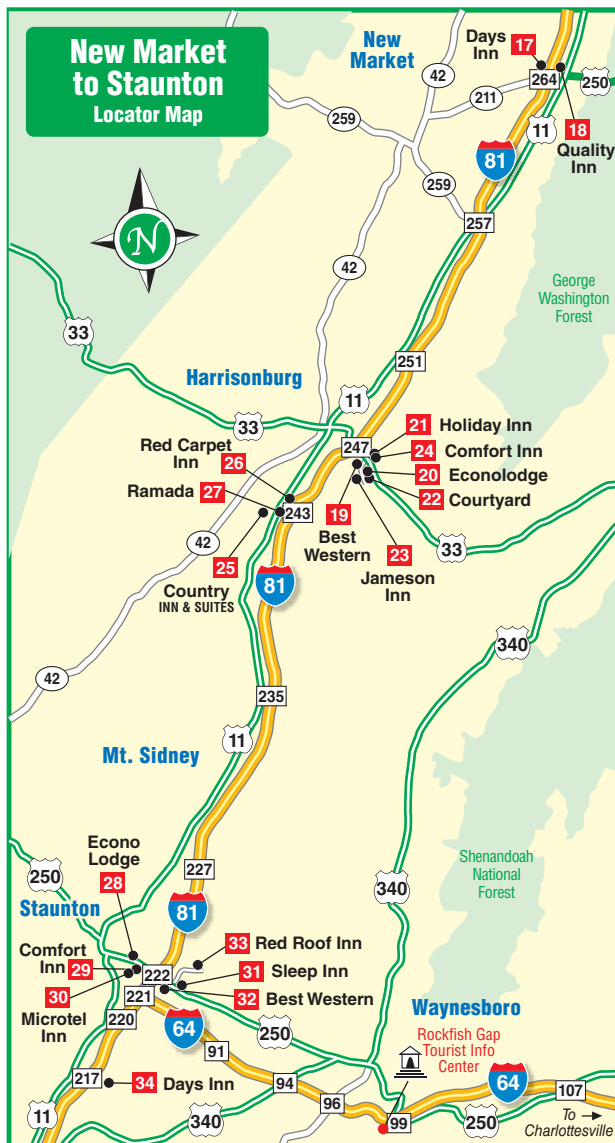 New Market
to Staunton
Locator Map
New
Market
Days
Inn
17
42
264
250
211
259
11
18
Quality
Inn
81
259
257
N
42
George
Washington
Forest
33
251
Harrisonburg
11
33
247
21 Holiday Inn
24 Comfort Inn
20 Econolodge
22 Courtyard
Red Carpet
Inn
26
Ramada 27
243
19
Best
Western
23
Jameson
Inn
33
42
25
Country
INN & SUITES
81
340
42
235
11
Mt. Sidney
Econo
Lodge
28
227
250
Shenandoah
National
Forest
340
Staunton
81
33 Red Roof Inn
Comfort
Inn 29
222
31 Sleep Inn
30
Microtel
Inn
221
32 Best Western
220
64
250
Waynesboro
Rockfish Gap
Tourist Info
Center
91
217
34 Days Inn
94
64
107
96
11
340
99
250
To
Charlottesville